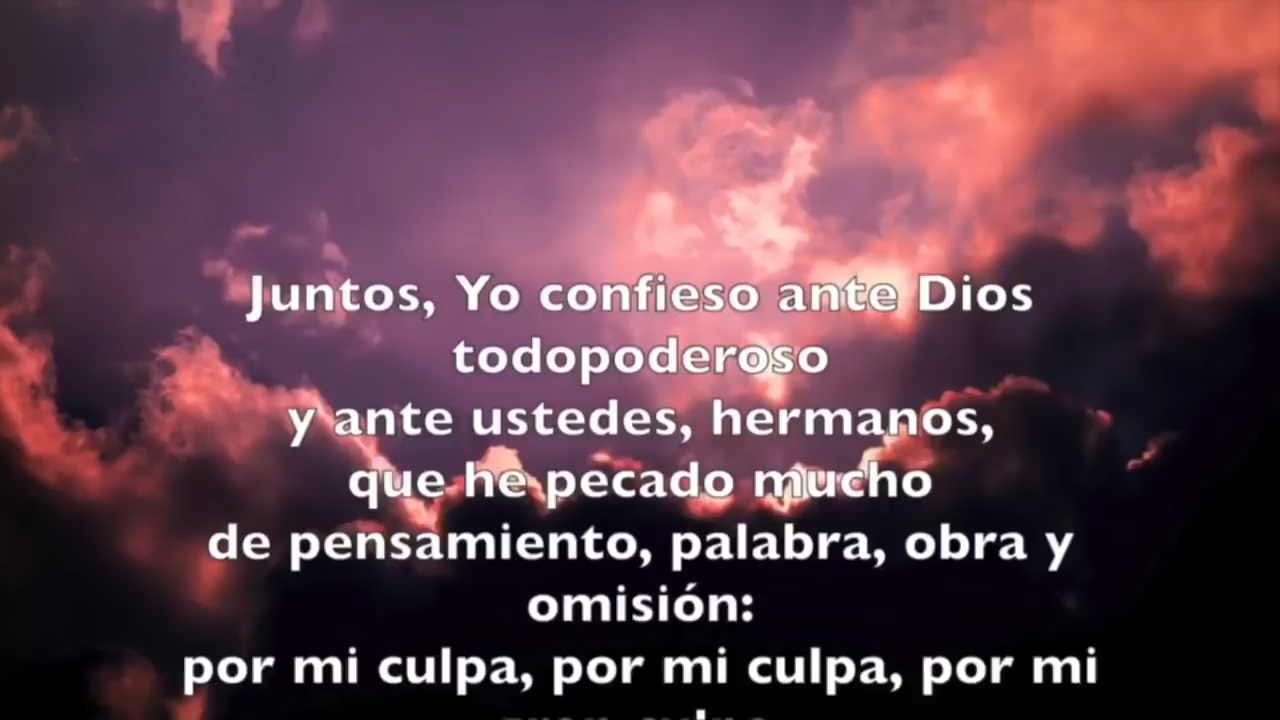 Juntos, Yo confieso ante Dios
todopoderoso
y ante ustedes, hermanos,
que he pecado mucho
de pensamiento, palabra, obra y
omisión:
por mi culpa, por mi culpa, por mi